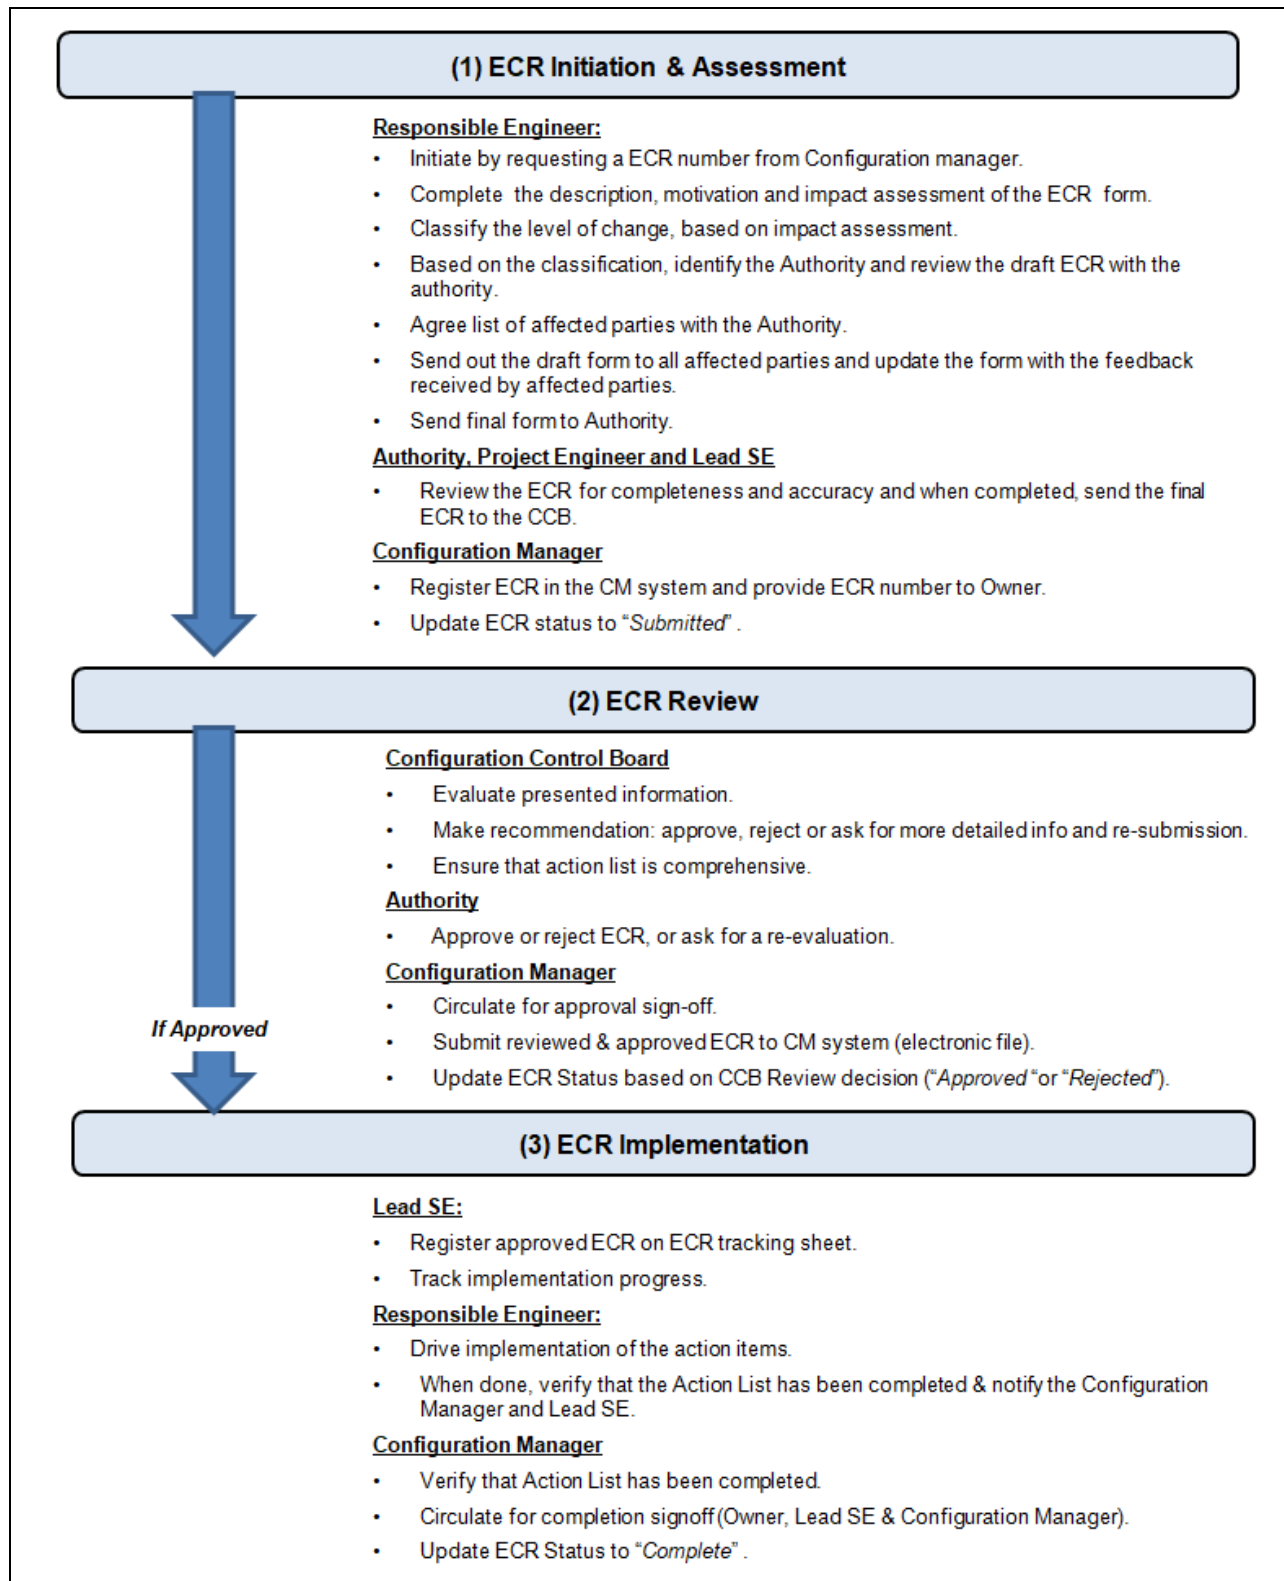 (1) ECR Initiation & Assessment
Responsible Engineer:
• Initiate by requesting a ECR number from Configuration manager.
• Complete the description, motivation and impact assessment of the ECR form.
• Classify the level of change, based on impact assessment.
• Based on the classification, identify the Authority and review the draft ECR with the
authority.
• Agree list of affected parties with the Authority.
• Send out the draft form to all affected parties and update the form with the feedback
received by affected parties.
• Send final form to Authority.
Authority, Project Engineer and Lead SE
• Review the ECR for completeness and accuracy and when completed, send the final
ECR to the CCB.
Configuration Manager
• Register ECR in the CM system and provide ECR number to Owner.
• Update ECR status to “Submitted” .
(2) ECR Review
Configuration Control Board
• Evaluate presented information.
• Make recommendation: approve, reject or ask for more detailed info and re-submission.
• Ensure that action list is comprehensive.
Authority
• Approve or reject ECR, or ask for a re-evaluation.
Configuration Manager
• Circulate for approval sign-off.
If Approved
• Submit reviewed & approved ECR to CM system (electronic file).
• Update ECR Status based on CCB Review decision (“Approved “or “Rejected”).
(3) ECR Implementation
Lead SE:
• Register approved ECR on ECR tracking sheet.
• Track implementation progress.
Responsible Engineer:
• Drive implementation of the action items.
• When done, verify that the Action List has been completed & notify the Configuration
Manager and Lead SE.
Configuration Manager
• Verify that Action List has been completed.
• Circulate for completion signoff (Owner, Lead SE & Configuration Manager).
• Update ECR Status to “Complete” .